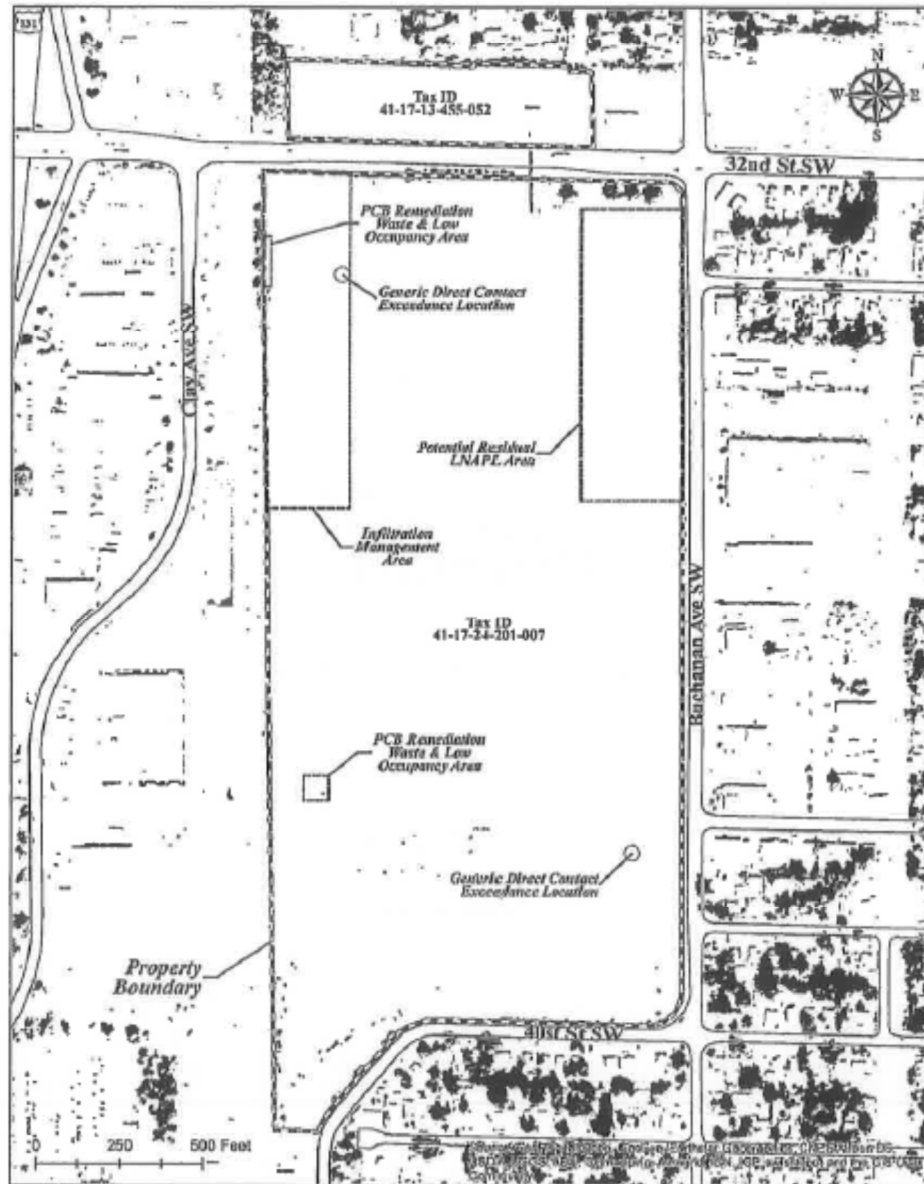 131
Tax ID
41-17-13-455-052
N
W
E
S
32nd St SW
PCB Remediation
Waste & Low
Occupancy Area
Generic Direct Contact
Exceedance Location
Clay Ave SW
Potential Residual
LNAPL Area
Infiltration
Management
Area
Tax ID
41-17-24-201-007
Buchanan Ave SW
PCB Remediation
Waste & Low
Occupancy Area
Generic Direct Contact
Exceedance Location
Property
Boundary
St SW
0 250 500 Feet